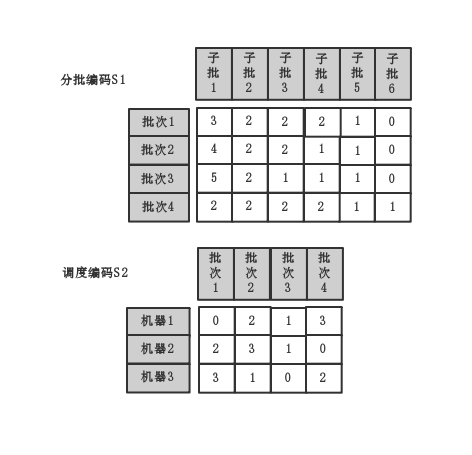 分批编码S1
子批1 子批2 子批3 子批4 子批5 子批6
批次1 3 2 2 2 1 0
批次2 4 2 2 1 1 0
批次3 5 2 1 1 1 0
批次4 2 2 2 2 1 1
调度编码S2
批次1 批次2 批次3 批次4
机器1 0 2 1 3
机器2 2 3 1 0
机器3 3 1 0 2